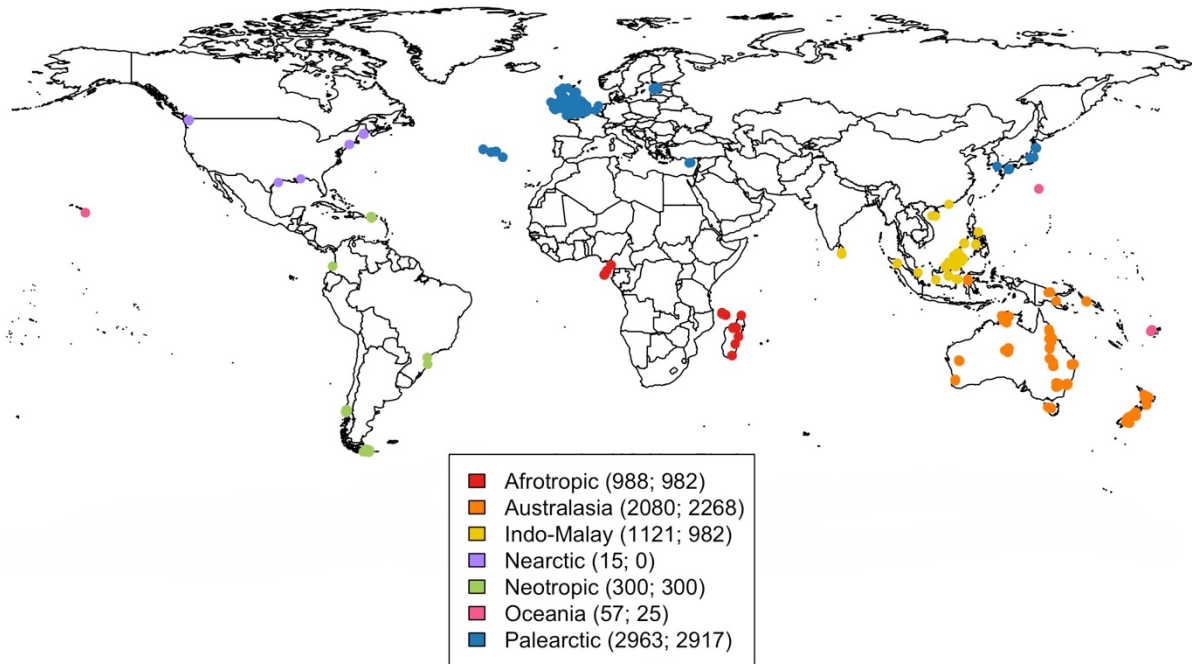 Afrotropic (988; 982)
Australasia (2080; 2268)
Indo-Malay (1121; 982)
Nearctic (15; 0)
Neotropic (300; 300)
Oceania (57; 25)
Palearctic (2963; 2917)